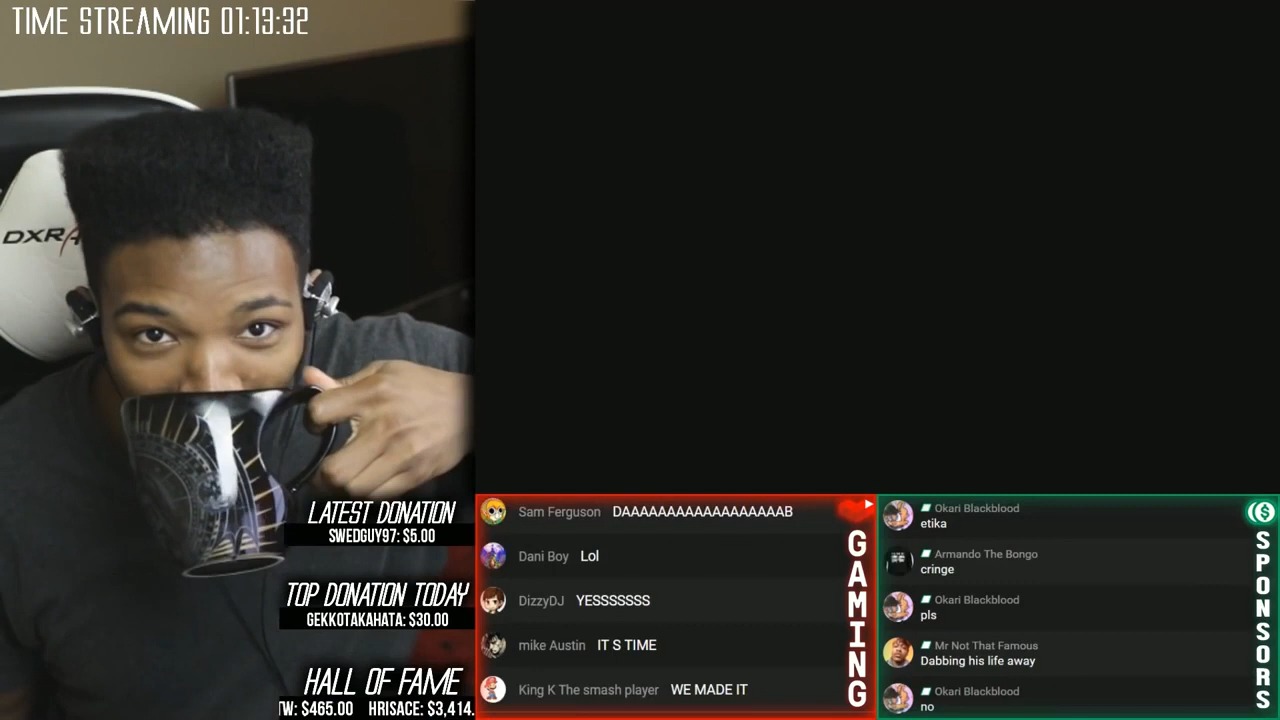 TIME STREAMING 01:13:32
DXRA
LATEST DONATION
SWEDGUY97: $5.00
TOP DONATION TODAY
GEKKOTAKAHATA: $30.00
HALL OF FAME
TW: $465.00 HRISACE: $3,414.
Sam Ferguson DAAAAAAAAAAAAAAAAAAB
Dani Boy Lol
DizzyDJ YESSSSSSS
mike Austin IT S TIME
King K The smash player WE MADE IT
GAMING
Okari Blackblood
etika
Armando The Bongo
cringe
Okari Blackblood
pls
Mr Not That Famous
Dabbing his life away
Okari Blackblood
no
SPONSORS